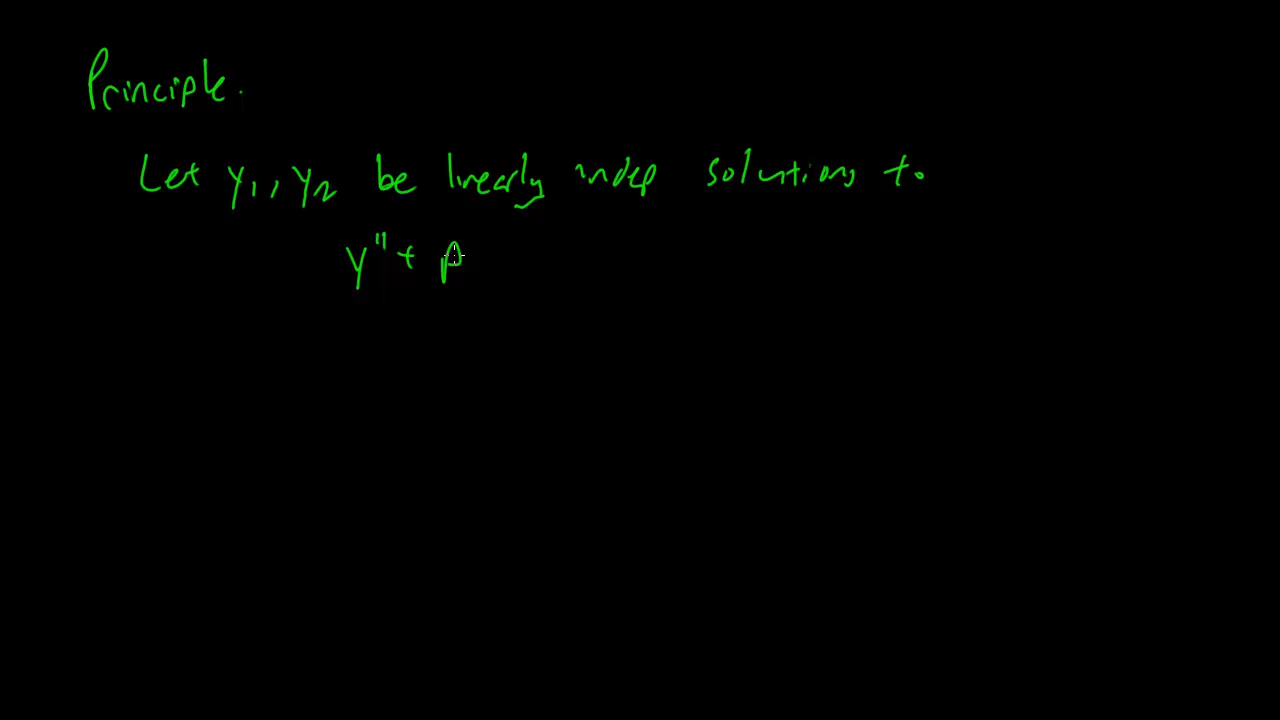 Principle.
Let y₁, y₂ be linearly indep solutions to
y'' + p